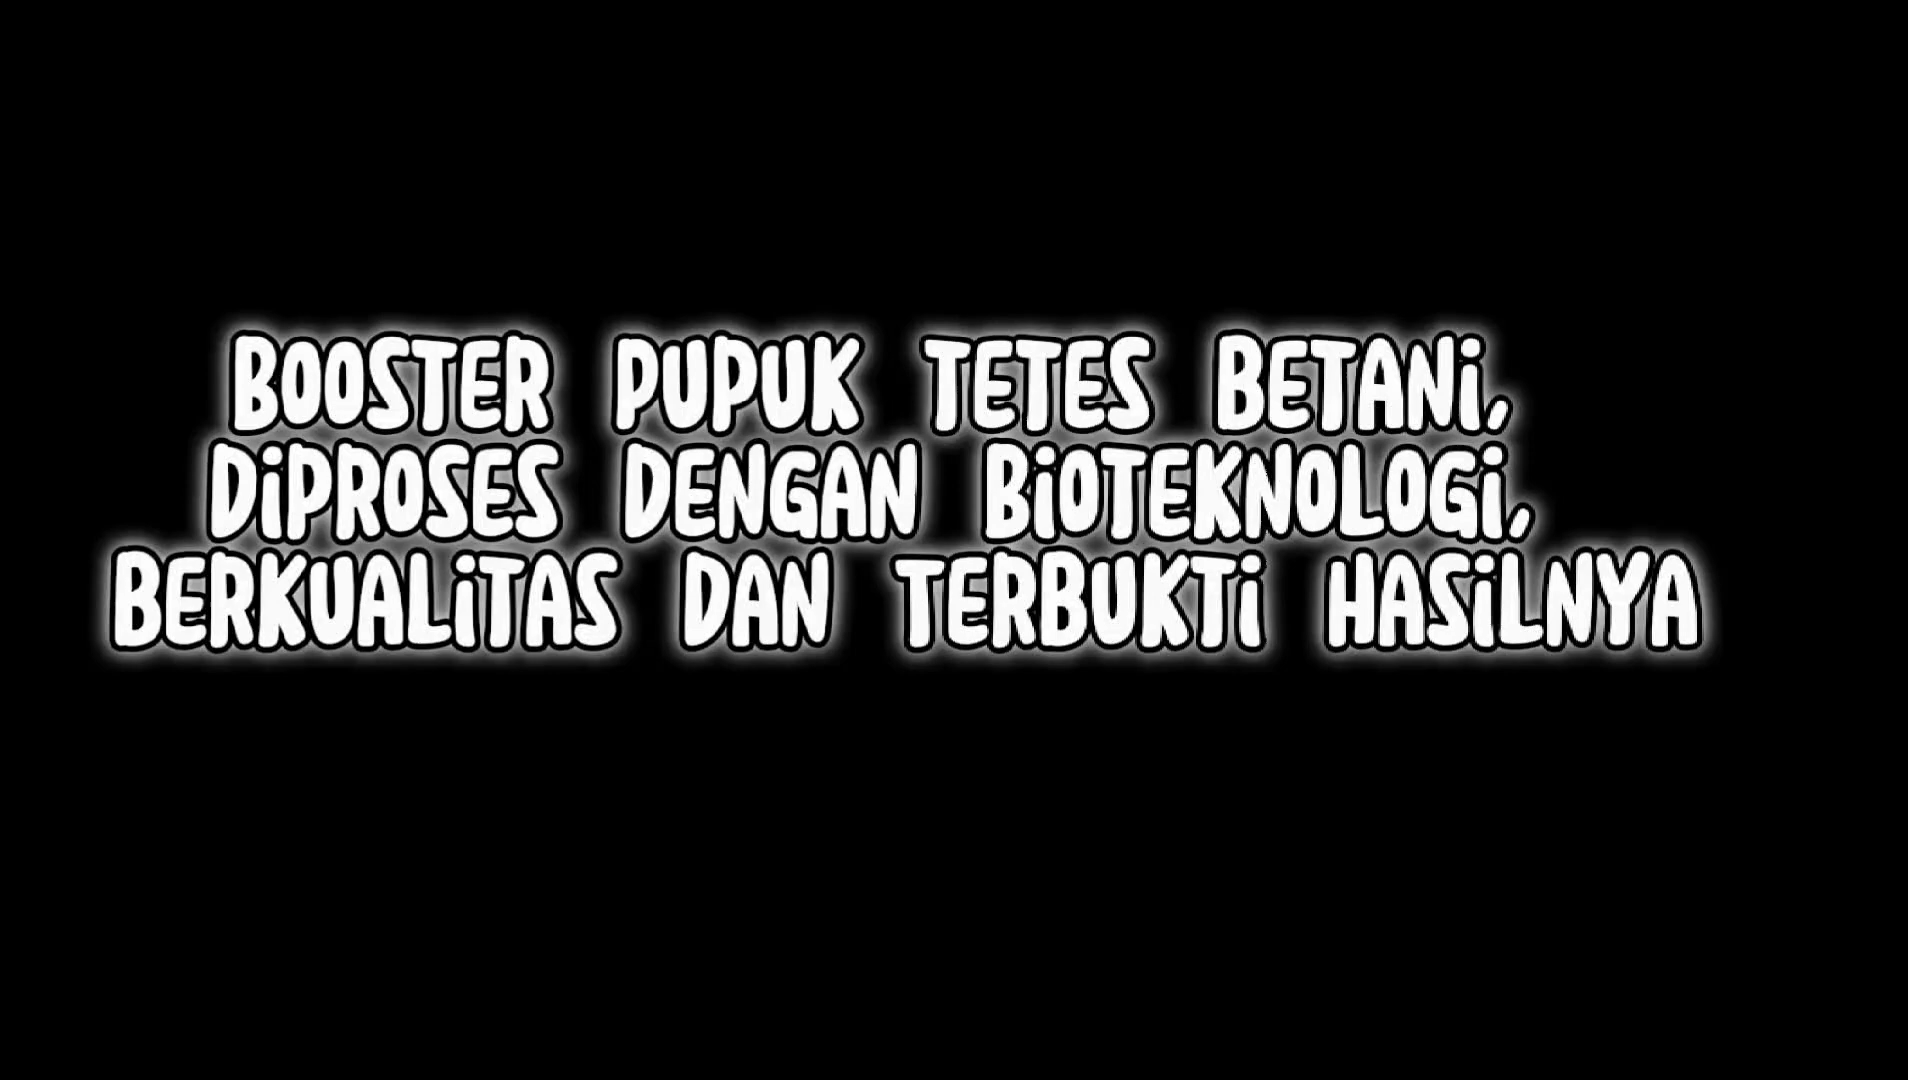 BOOSTER PUPUK TETES BETANi,
DiPROSES DENGAN BiOTEKNOLOGi,
BERKUALiTAS DAN TERBUKTi HASiLNYA